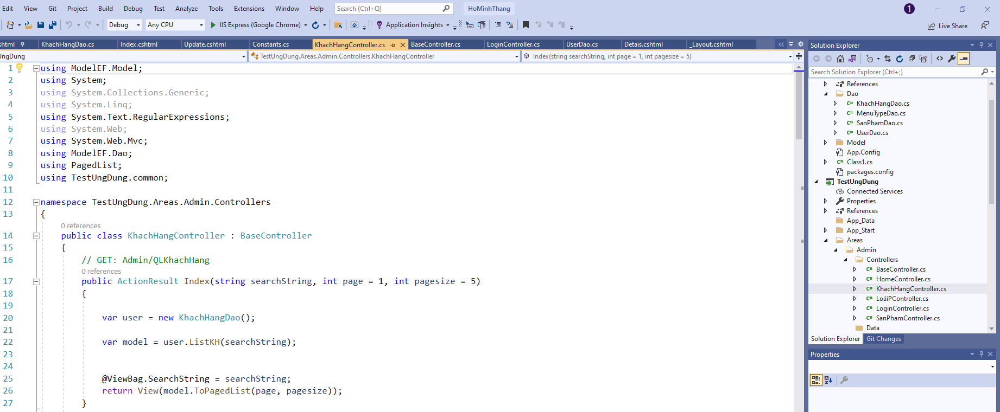 Edit View Git Project Build Debug Test Analyze Tools Extensions Window Help Search (Ctrl+Q) HoMinhThang 1
Debug Any CPU IIS Express (Google Chrome) Application Insights Live Share
shtml KhachHangDao.cs Index.cshtml Update.cshtml Constants.cs KhachHangController.cs BaseController.cs LoginController.cs UserDao.cs Detais.cshtml _Layout.cshtml
UngDung TestUngDung.Areas.Admin.Controllers.KhachHangController Index(string searchString, int page = 1, int pagesize = 5)
1 using ModelEF.Model;
2 using System;
3 using System.Collections.Generic;
4 using System.Linq;
5 using System.Text.RegularExpressions;
6 using System.Web;
7 using System.Web.Mvc;
8 using ModelEF.Dao;
9 using PagedList;
10 using TestUngDung.common;
11
12 namespace TestUngDung.Areas.Admin.Controllers
13 {
0 references
14 public class KhachHangController : BaseController
15 {
16 // GET: Admin/QLKhachHang
0 references
17 public ActionResult Index(string searchString, int page = 1, int pagesize = 5)
18 {
19
20 var user = new KhachHangDao();
21
22 var model = user.ListKH(searchString);
23
24
25 @ViewBag.SearchString = searchString;
26 return View(model.ToPagedList(page, pagesize));
27 }
Solution Explorer
Search Solution Explorer (Ctrl+;)
References
Dao
C# KhachHangDao.cs
C# MenuTypeDao.cs
C# SanPhamDao.cs
C# UserDao.cs
Model
App.Config
C# Class1.cs
packages.config
TestUngDung
Connected Services
Properties
References
App_Data
App_Start
Areas
Admin
Controllers
C# BaseController.cs
C# HomeController.cs
C# KhachHangController.cs
C# LoáiPController.cs
C# LoginController.cs
C# SanPhamController.cs
Data
Solution Explorer Git Changes
Properties